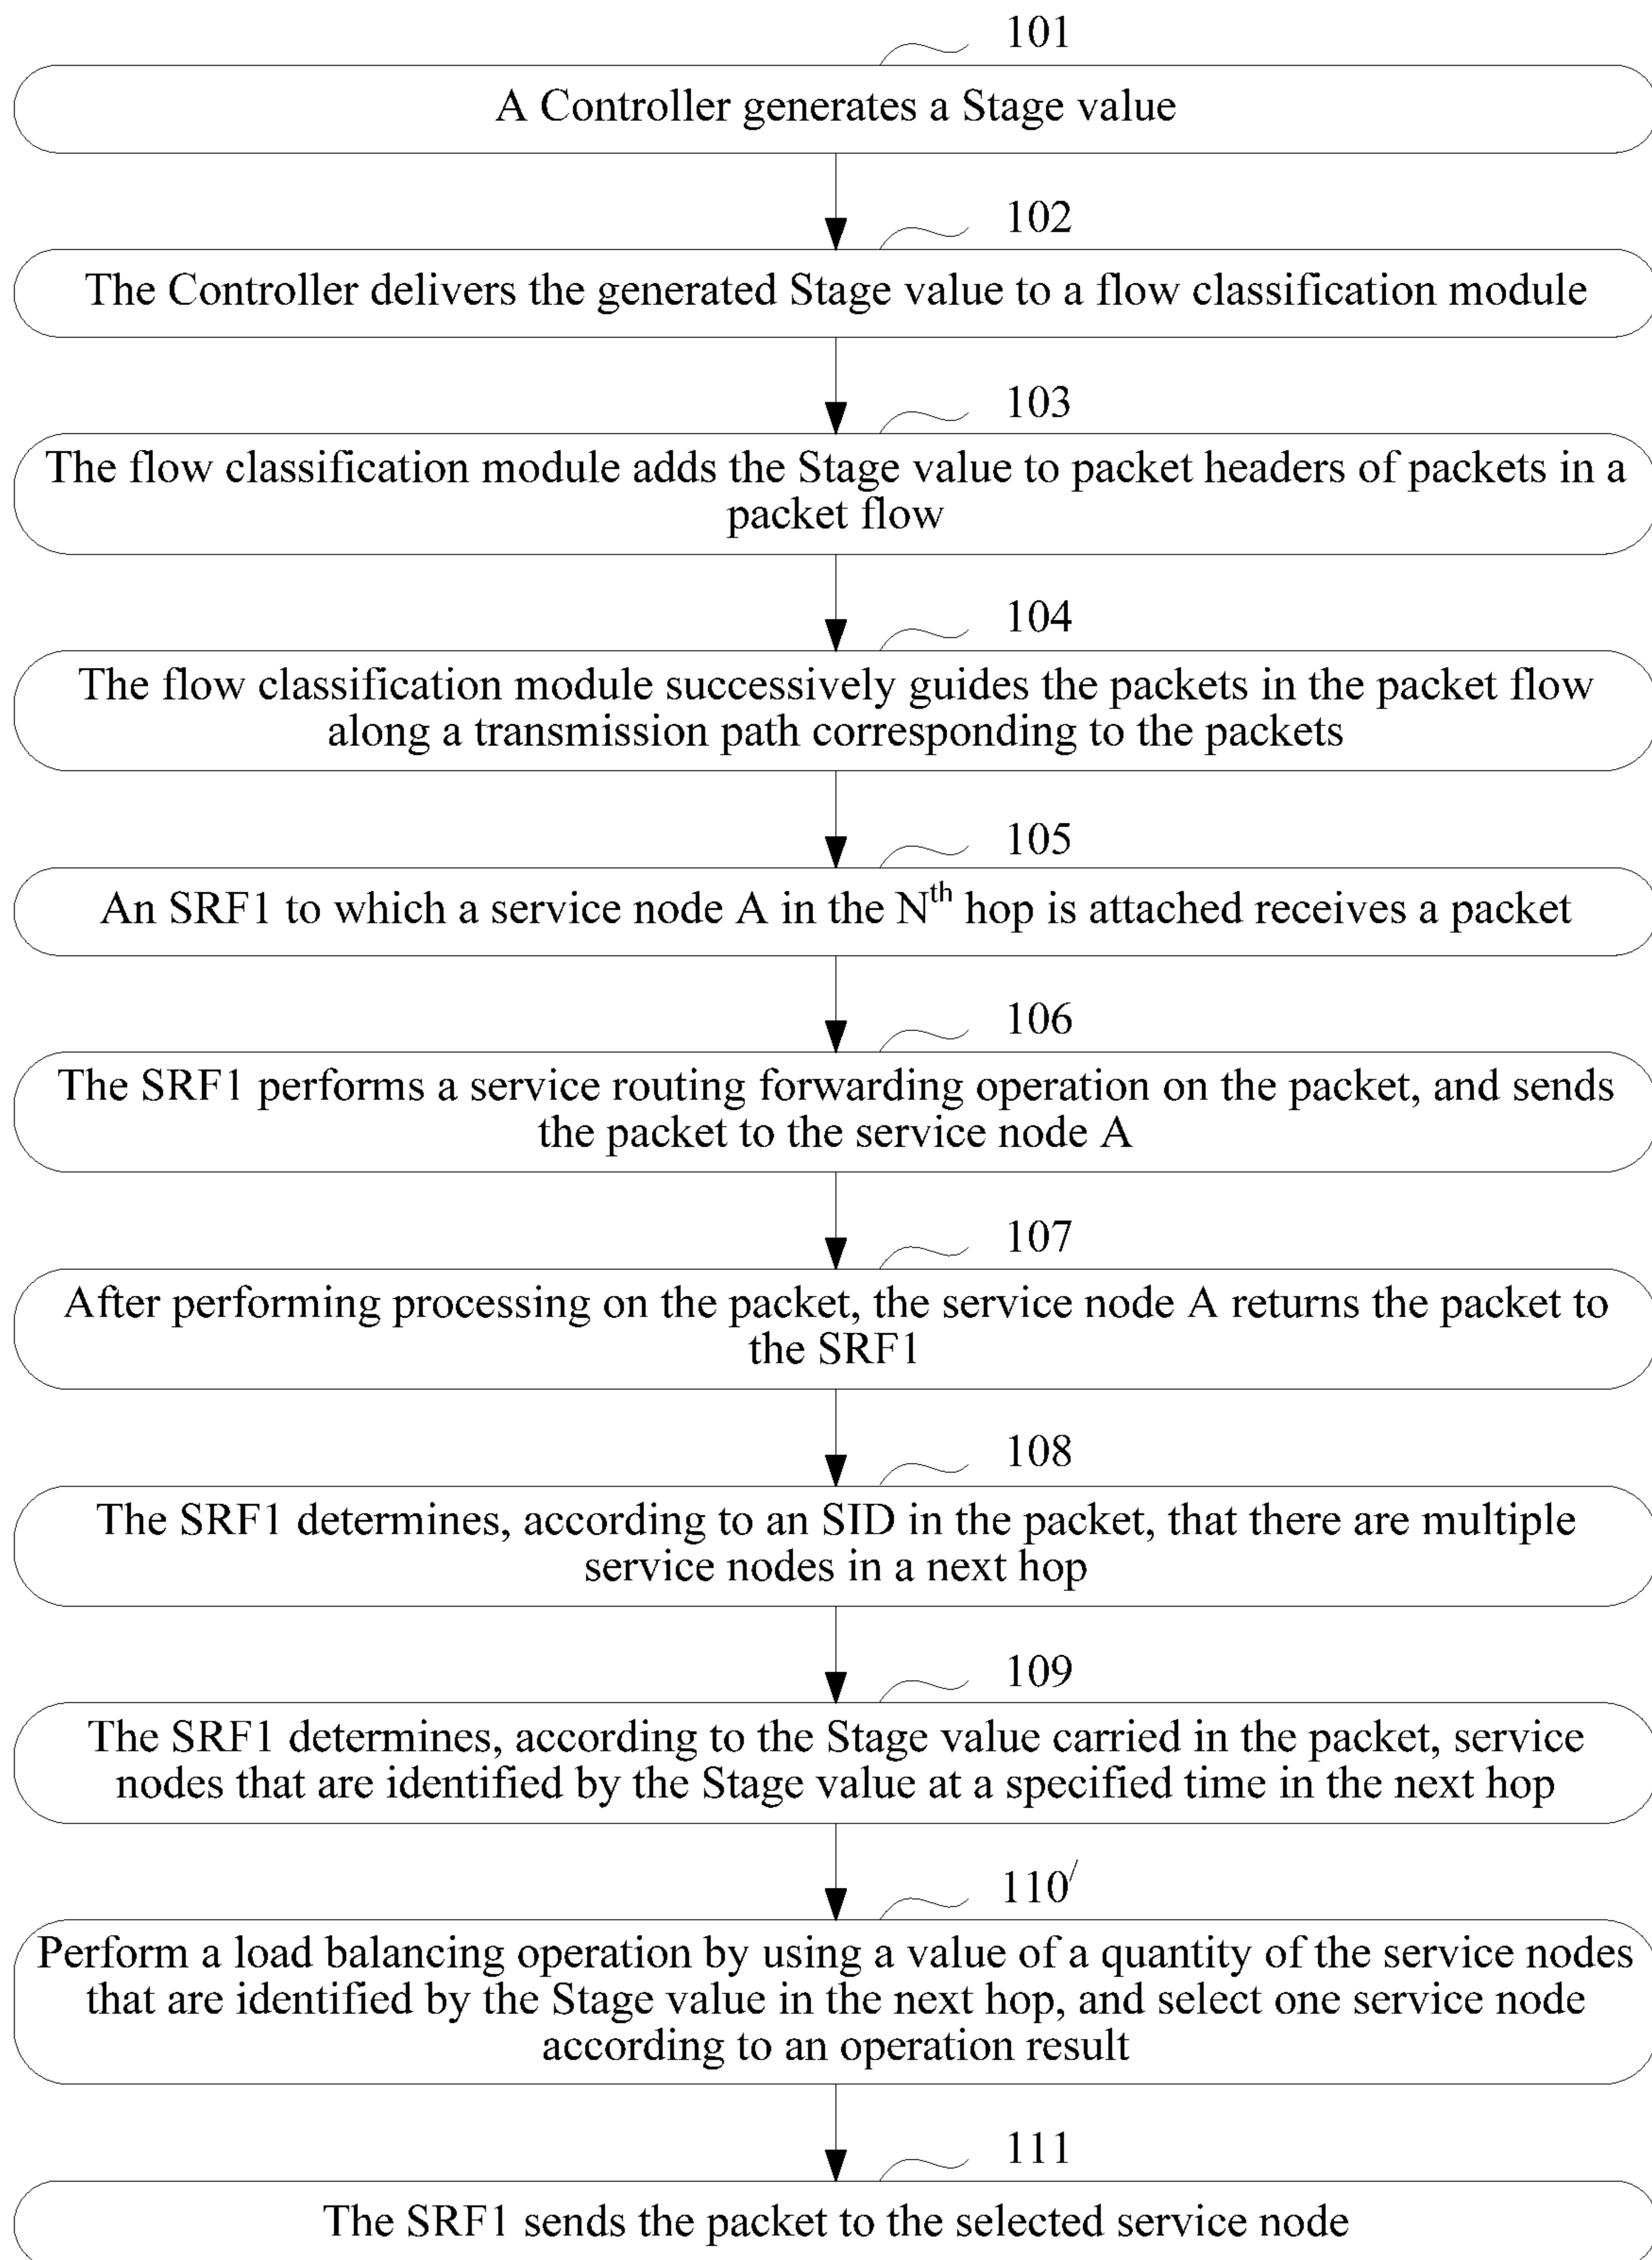 101
A Controller generates a Stage value
102
The Controller delivers the generated Stage value to a flow classification module
103
The flow classification module adds the Stage value to packet headers of packets in a
packet flow
104
The flow classification module successively guides the packets in the packet flow
along a transmission path corresponding to the packets
105
An SRF1 to which a service node A in the Nth hop is attached receives a packet
106
The SRF1 performs a service routing forwarding operation on the packet, and sends
the packet to the service node A
107
After performing processing on the packet, the service node A returns the packet to
the SRF1
108
The SRF1 determines, according to an SID in the packet, that there are multiple
service nodes in a next hop
109
The SRF1 determines, according to the Stage value carried in the packet, service
nodes that are identified by the Stage value at a specified time in the next hop
110′
Perform a load balancing operation by using a value of a quantity of the service nodes
that are identified by the Stage value in the next hop, and select one service node
according to an operation result
111
The SRF1 sends the packet to the selected service node